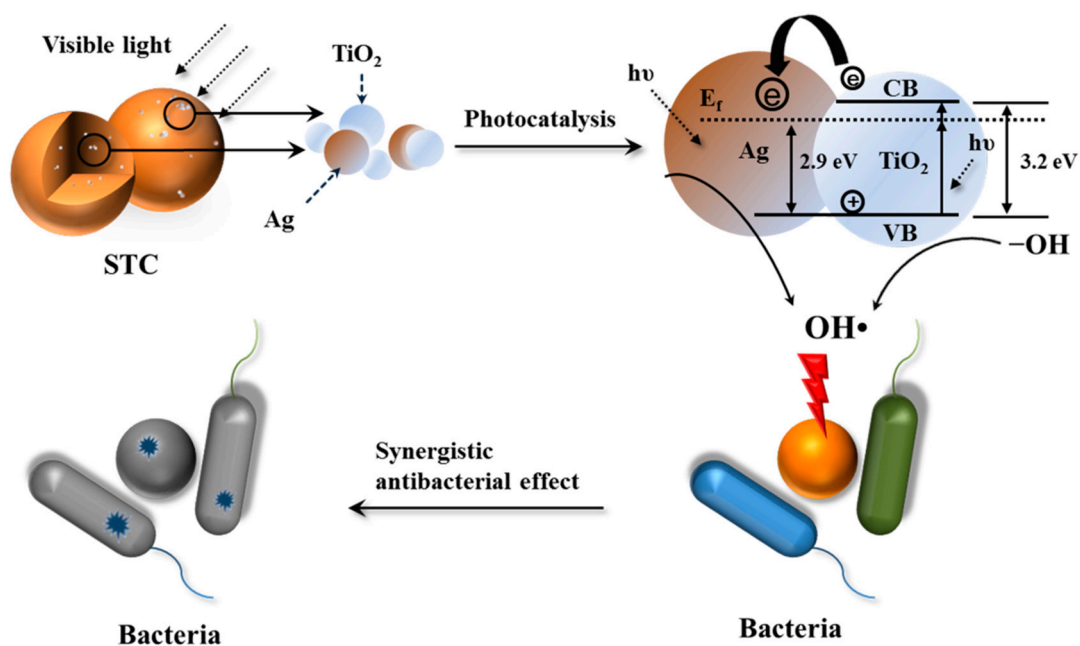 Visible light
TiO₂
Ag
STC
Photocatalysis
hυ
E_f
e
e
CB
Ag
2.9 eV
TiO₂
hυ
3.2 eV
+
VB
−OH
OH•
Synergistic
antibacterial effect
Bacteria
Bacteria